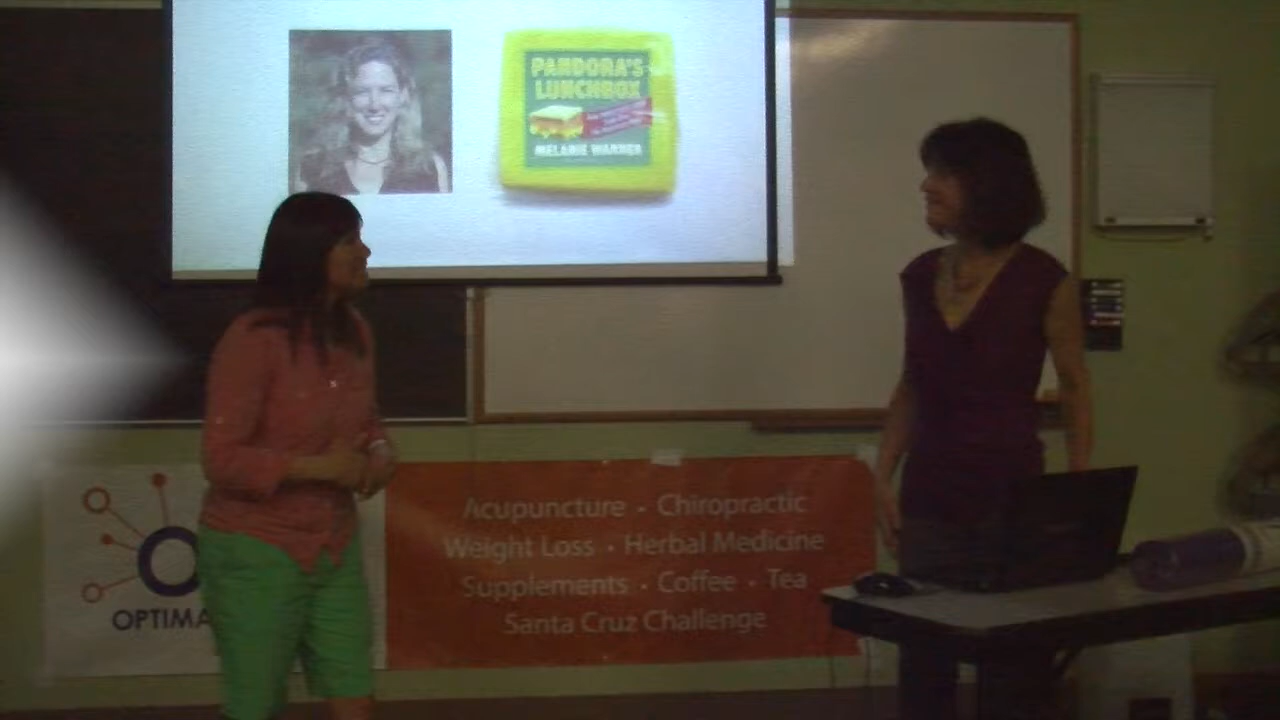 PANDORA'S
LUNCHBOX
MELANIE WARNER
Acupuncture · Chiropractic
Weight Loss · Herbal Medicine
Supplements · Coffee · Tea
Santa Cruz Challenge
OPTIMA